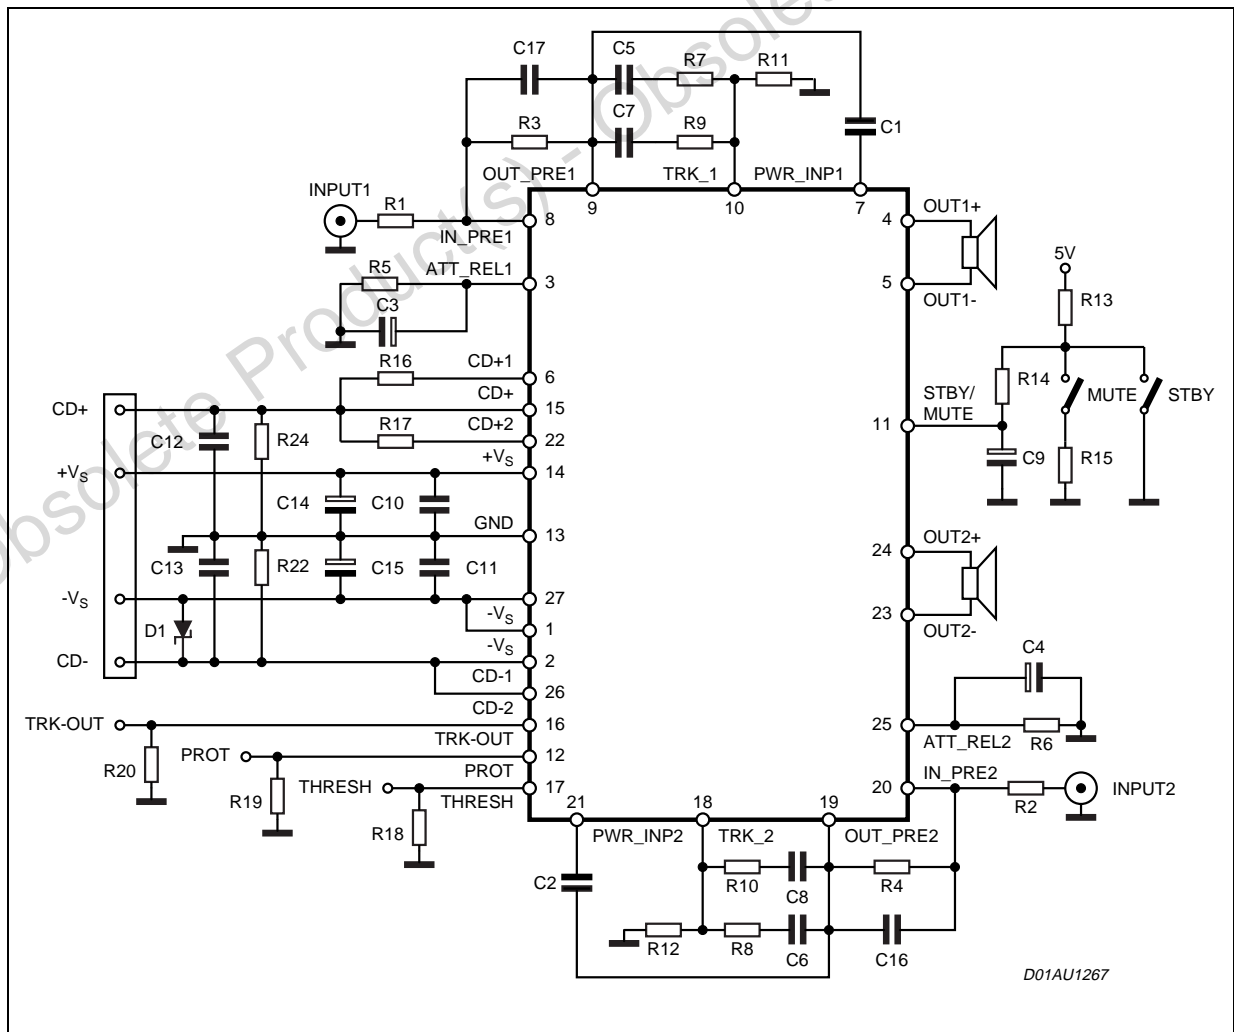 Obsolete Product(s) - Obsolete
C17 C5 R7 R11
C7
R3 R9 C1
OUT_PRE1 TRK_1 PWR_INP1
INPUT1 9 10 7
R1 8 4 OUT1+
IN_PRE1
5V
R5 ATT_REL1 3 5 OUT1-
C3 R13
R16 CD+1 6
CD+ CD+ 15 STBY/ MUTE R14 MUTE STBY
R17 CD+2 22 11
C12 R24
+VS +VS 14 C9 R15
C14 C10
GND 13
24 OUT2+
C13 R22 C15 C11
-VS 27 23
-VS 1 OUT2-
D1
-VS
CD- 2 C4
CD-1 26
CD-2
TRK-OUT 16 25
TRK-OUT ATT_REL2 R6
PROT 12
R20 PROT IN_PRE2
THRESH 17 20 INPUT2
R19 THRESH R2
21 18 19
R18 PWR_INP2 TRK_2 OUT_PRE2
C2 R10 C8 R4
R12 R8 C6 C16
D01AU1267